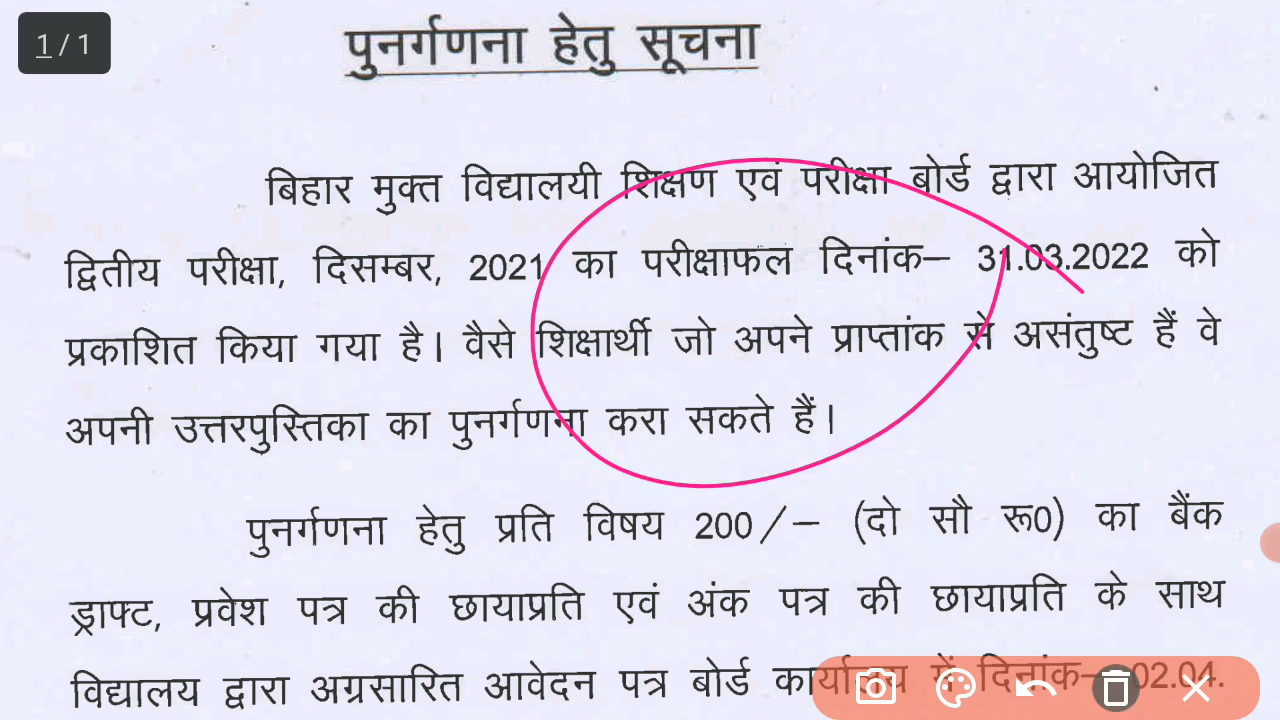 1 / 1
पुनर्गणना हेतु सूचना
बिहार मुक्त विद्यालयी शिक्षण एवं परीक्षा बोर्ड द्वारा आयोजित
द्वितीय परीक्षा, दिसम्बर, 2021 का परीक्षाफल दिनांक– 31.03.2022 को
प्रकाशित किया गया है। वैसे शिक्षार्थी जो अपने प्राप्तांक से असंतुष्ट हैं वे
अपनी उत्तरपुस्तिका का पुनर्गणना करा सकते हैं।
पुनर्गणना हेतु प्रति विषय 200/– (दो सौ रू0) का बैंक
ड्राफ्ट, प्रवेश पत्र की छायाप्रति एवं अंक पत्र की छायाप्रति के साथ
विद्यालय द्वारा अग्रसारित आवेदन पत्र बोर्ड कार्यालय में दिनांक– 02.04.